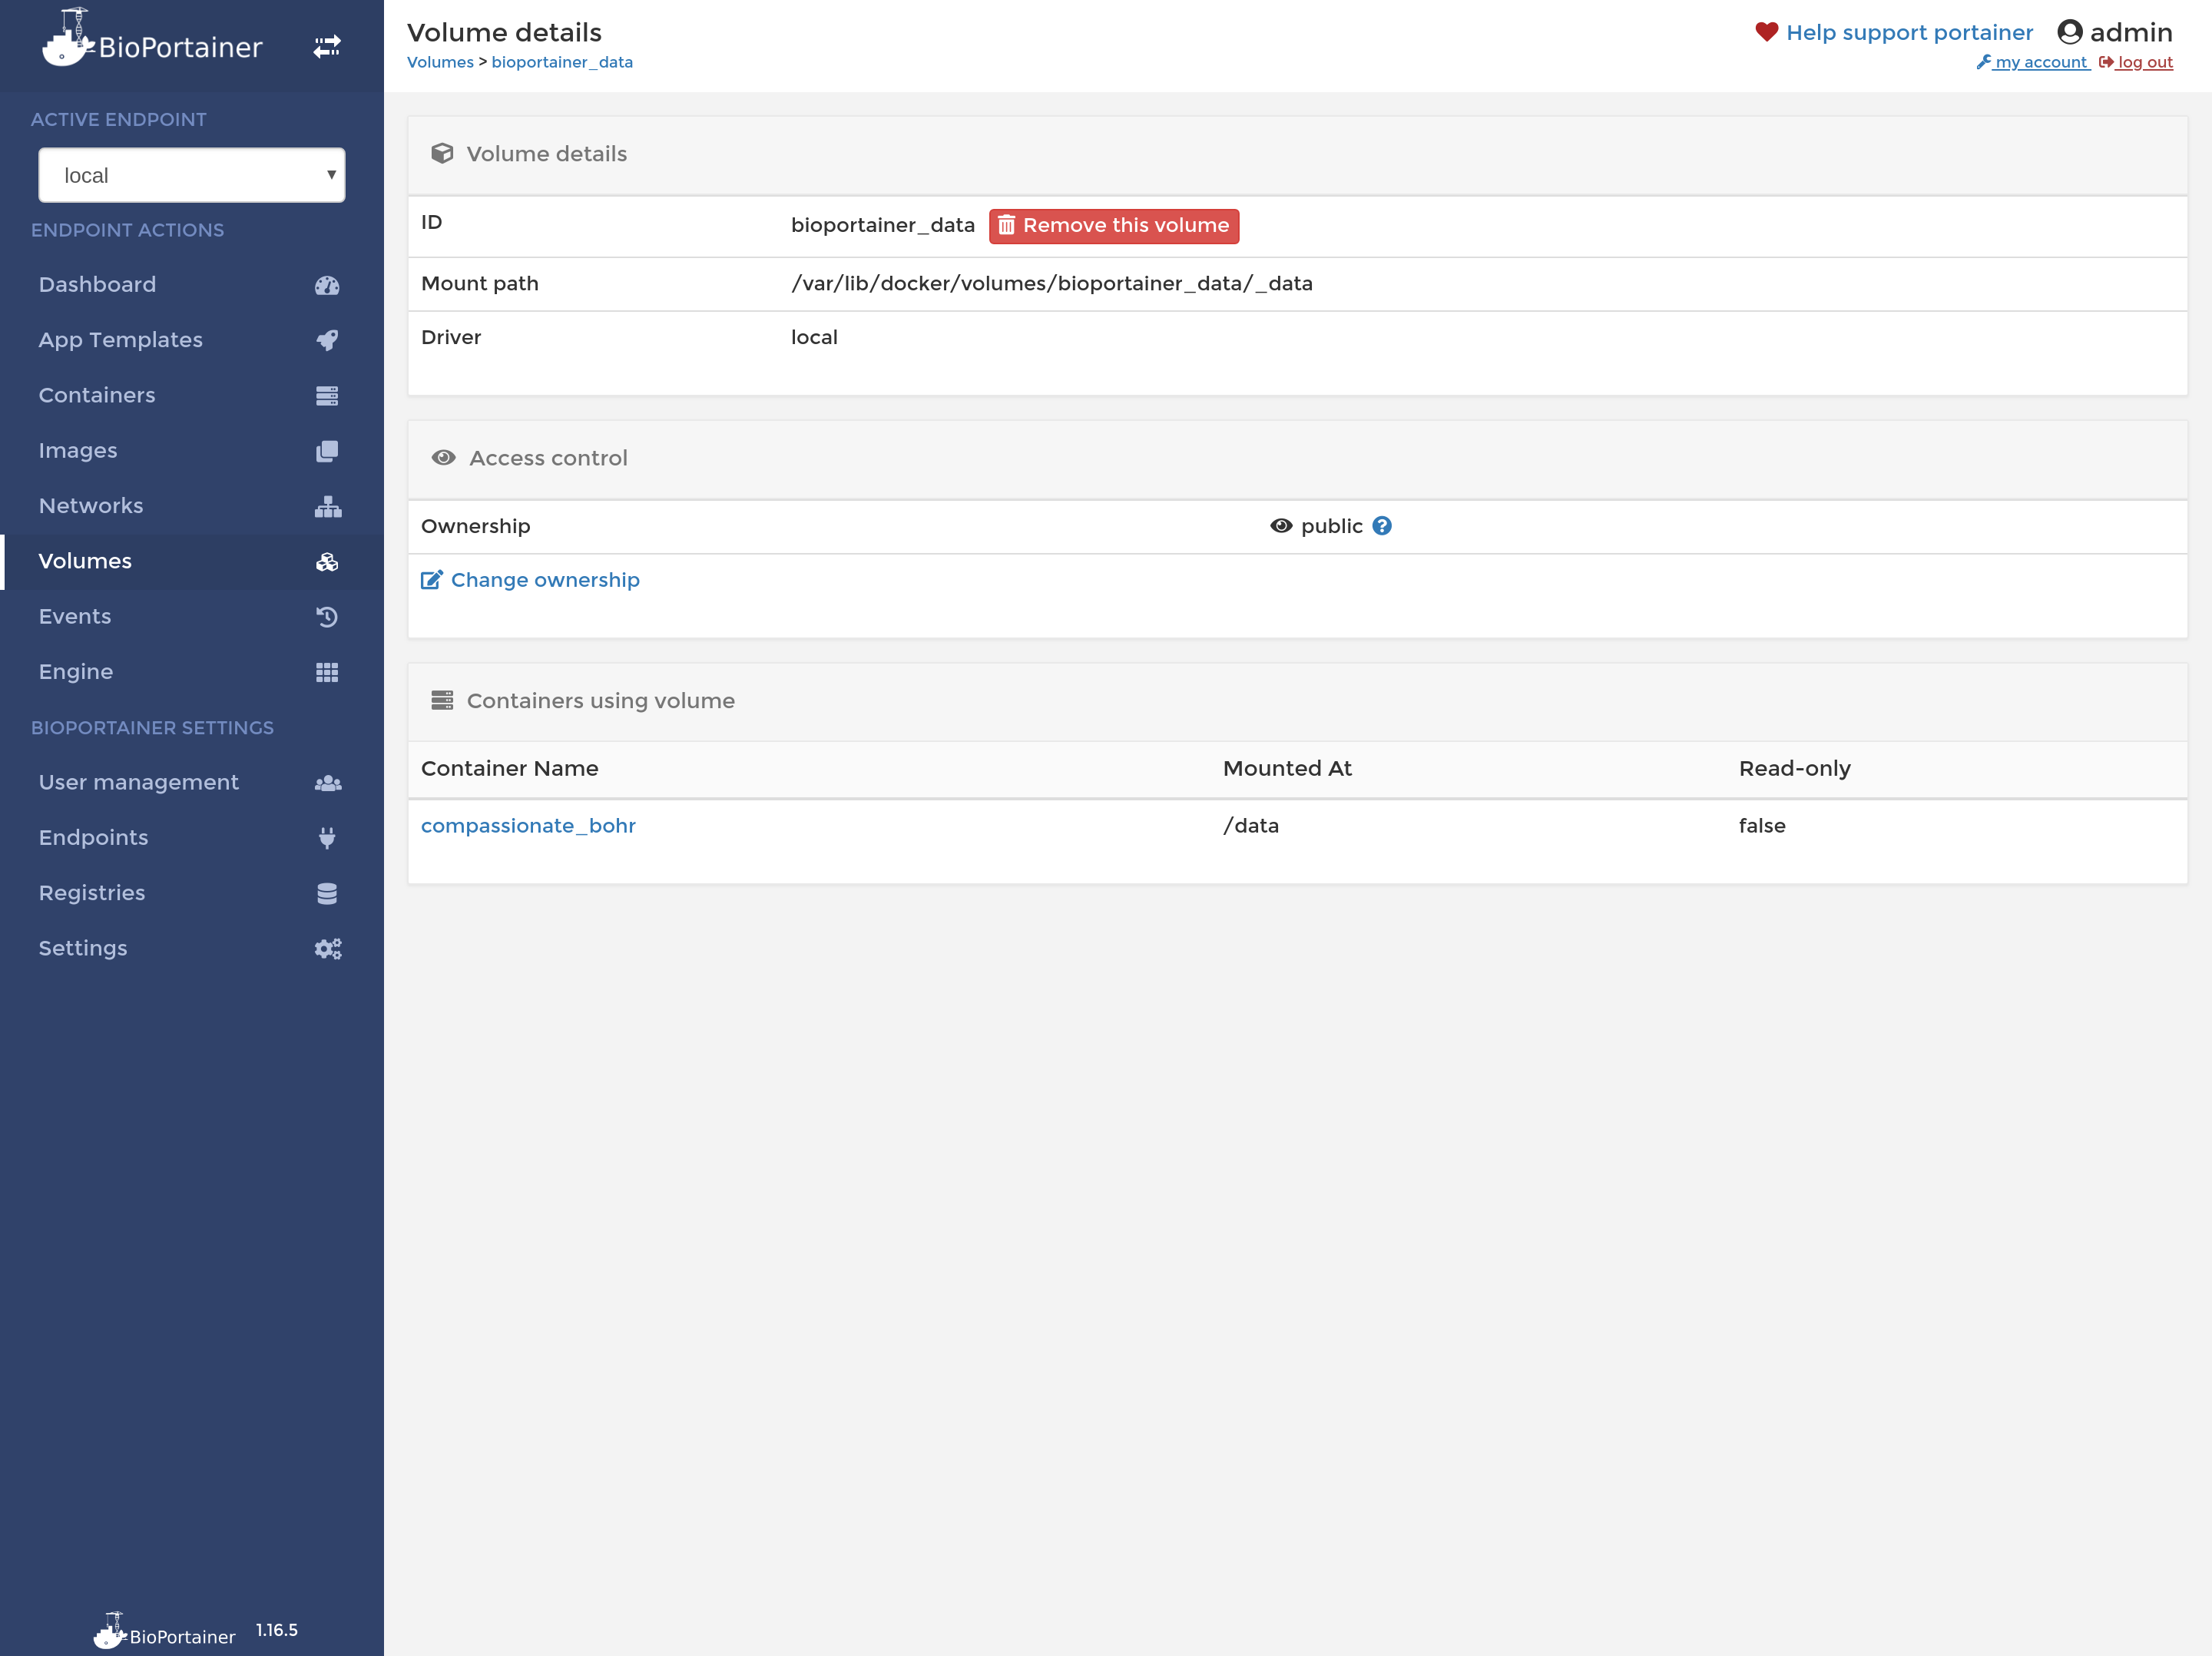 BioPortainer
ACTIVE ENDPOINT
local
ENDPOINT ACTIONS
Dashboard
App Templates
Containers
Images
Networks
Volumes
Events
Engine
BIOPORTAINER SETTINGS
User management
Endpoints
Registries
Settings
BioPortainer 1.16.5
Volume details
Volumes > bioportainer_data
Help support portainer admin
my account log out
Volume details
ID bioportainer_data Remove this volume
Mount path /var/lib/docker/volumes/bioportainer_data/_data
Driver local
Access control
Ownership public
Change ownership
Containers using volume
Container Name Mounted At Read-only
compassionate_bohr /data false